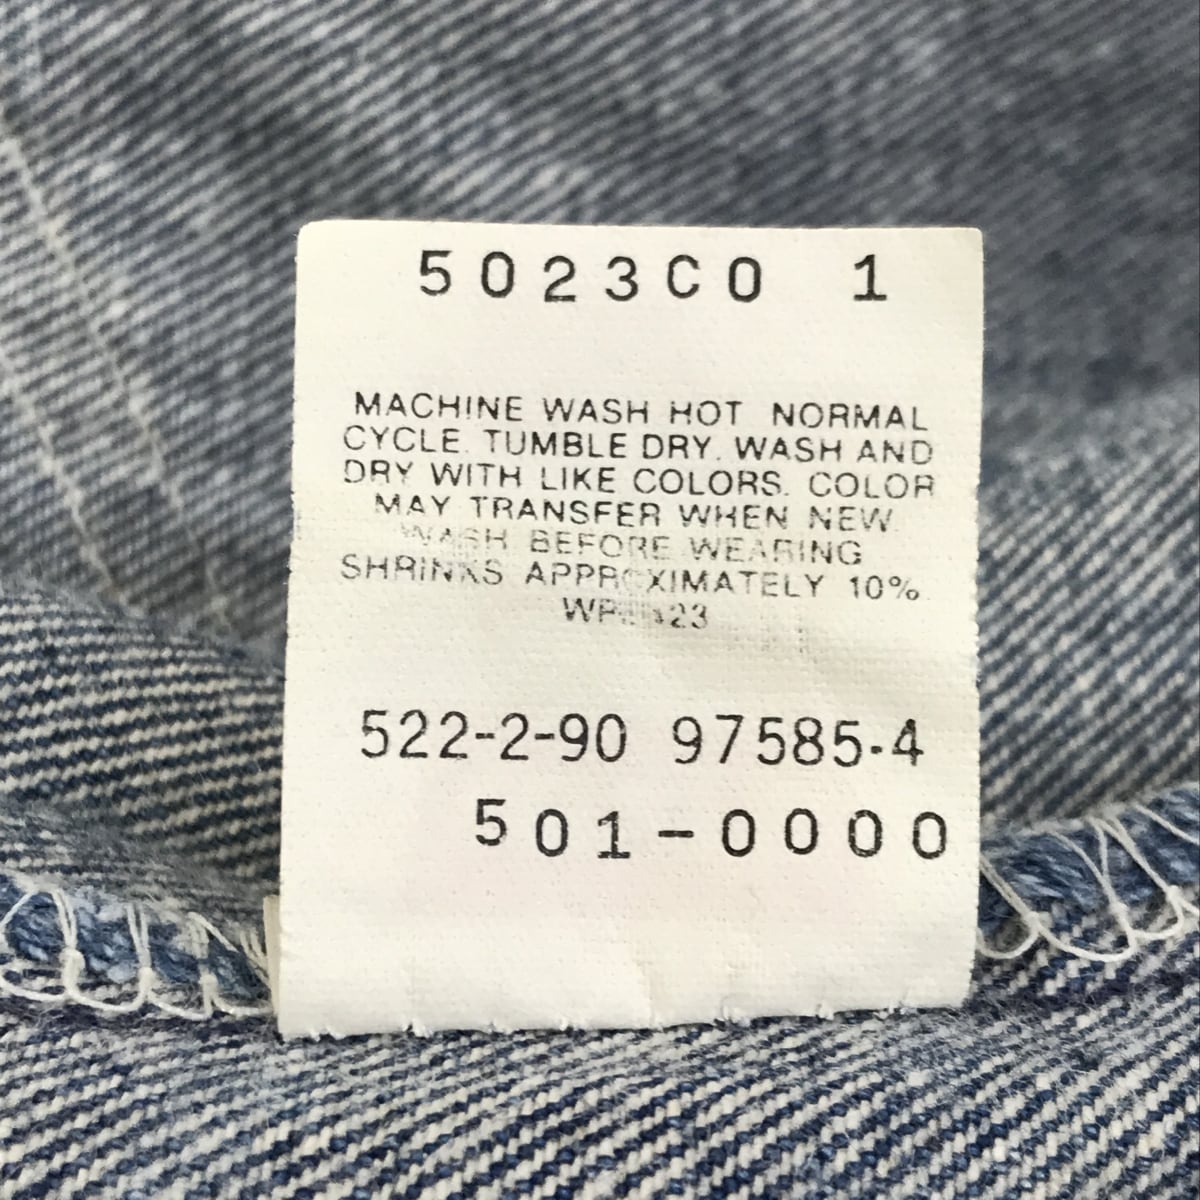 5023C0 1
MACHINE WASH HOT NORMAL
CYCLE. TUMBLE DRY. WASH AND
DRY WITH LIKE COLORS. COLOR
MAY TRANSFER WHEN NEW.
WASH BEFORE WEARING
SHRINKS APPROXIMATELY 10%.
522-2-90 97585-4
501-0000